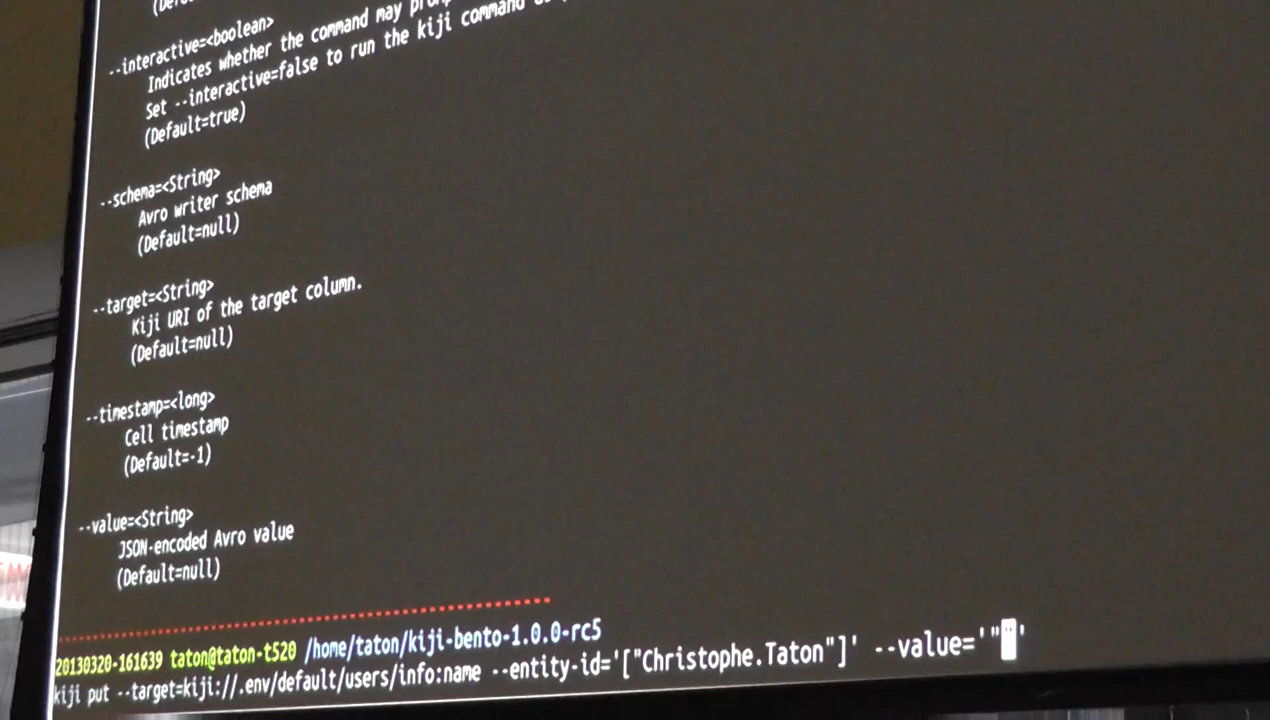 --interactive=<boolean>
Indicates whether the command may
Set --interactive=false to run the kiji command
(Default=true)
--schema=<String>
Avro writer schema
(Default=null)
--target=<String>
Kiji URI of the target column.
(Default=null)
--timestamp=<long>
Cell timestamp
(Default=-1)
--value=<String>
JSON-encoded Avro value
(Default=null)
20130320-161639 taton@taton-t520 /home/taton/kiji-bento-1.0.0-rc5
kiji put --target=kiji://.env/default/users/info:name --entity-id='["Christophe.Taton"]' --value='""'